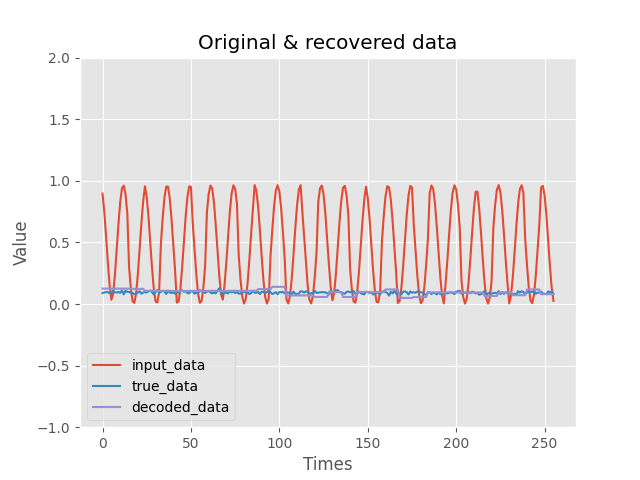 Original & recovered data
2.0
1.5
1.0
0.5
0.0
−0.5
−1.0
Value
input_data
true_data
decoded_data
0 50 100 150 200 250
Times